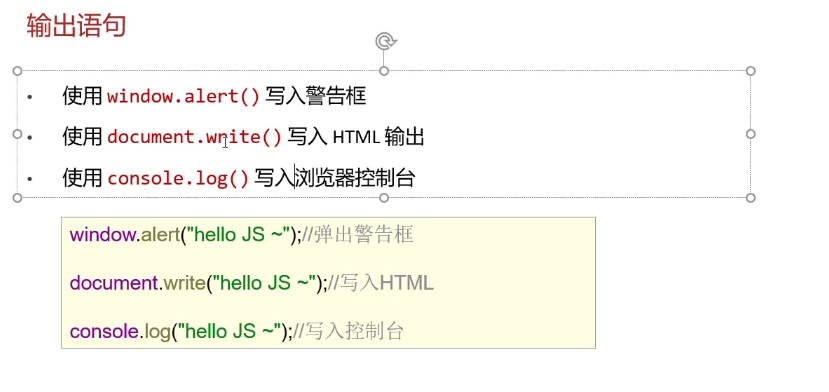 输出语句
• 使用 window.alert() 写入警告框
• 使用 document.write() 写入 HTML 输出
• 使用 console.log() 写入浏览器控制台
window.alert("hello JS ~");//弹出警告框
document.write("hello JS ~");//写入HTML
console.log("hello JS ~");//写入控制台